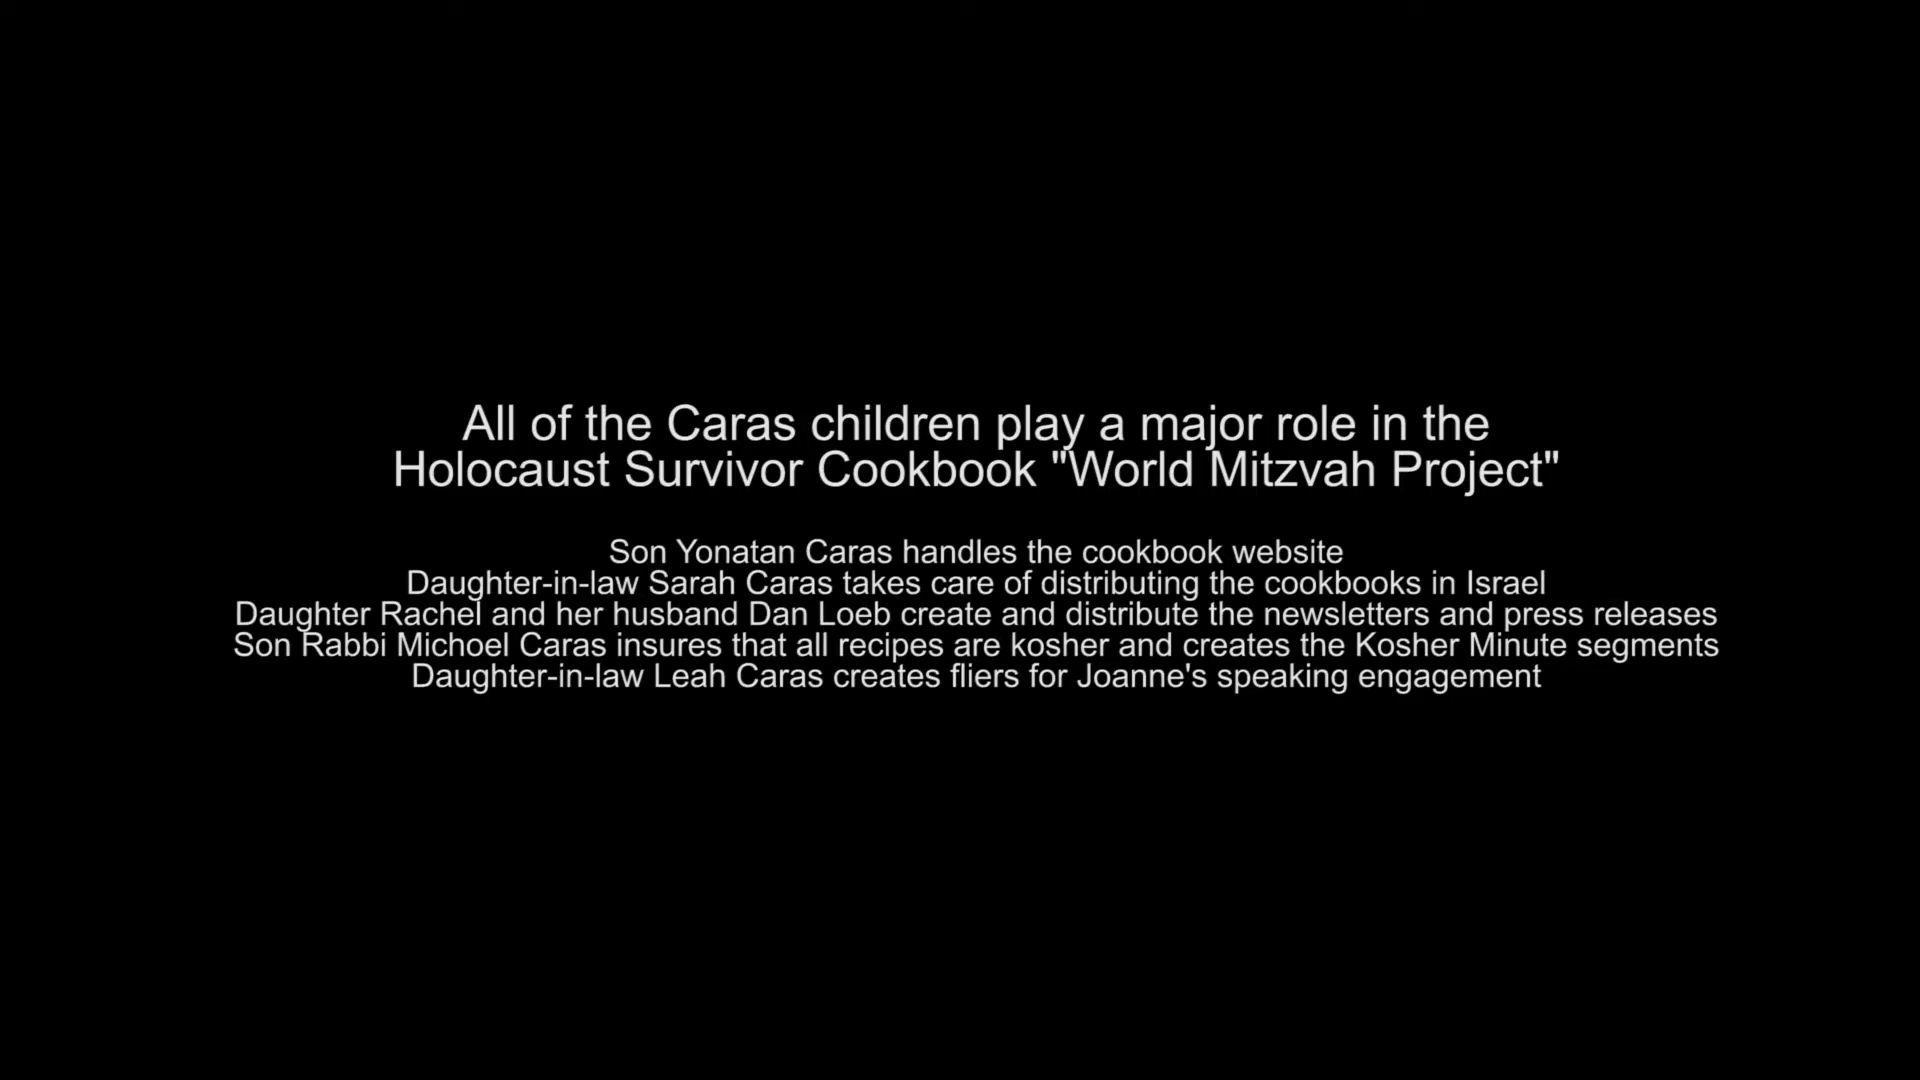 All of the Caras children play a major role in the
Holocaust Survivor Cookbook "World Mitzvah Project"
Son Yonatan Caras handles the cookbook website
Daughter-in-law Sarah Caras takes care of distributing the cookbooks in Israel
Daughter Rachel and her husband Dan Loeb create and distribute the newsletters and press releases
Son Rabbi Michoel Caras insures that all recipes are kosher and creates the Kosher Minute segments
Daughter-in-law Leah Caras creates fliers for Joanne's speaking engagement